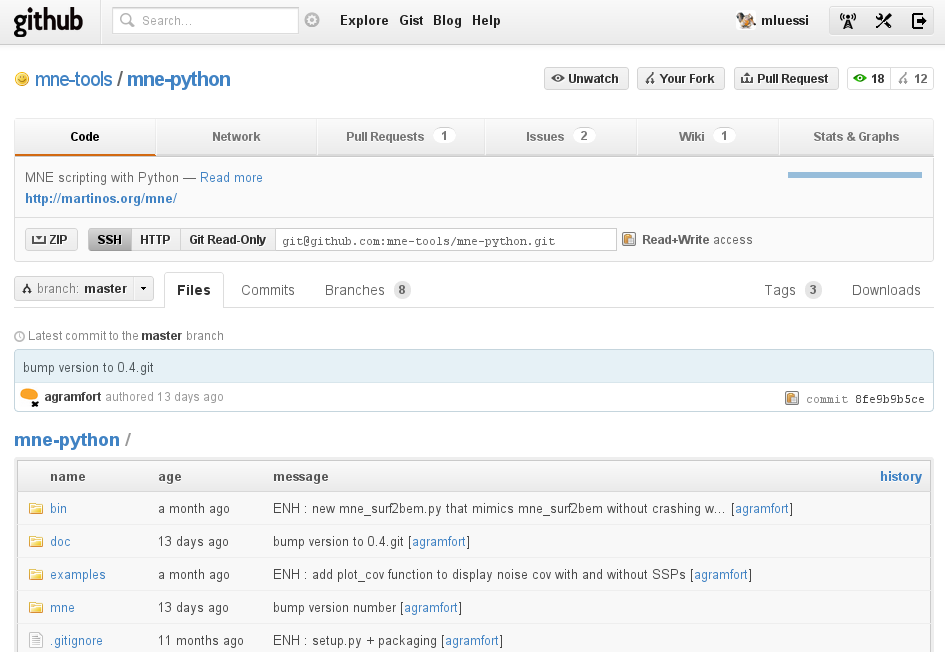 github Search... Explore Gist Blog Help mluessi
mne-tools / mne-python Unwatch Your Fork Pull Request 18 12
Code Network Pull Requests 1 Issues 2 Wiki 1 Stats & Graphs
MNE scripting with Python — Read more
http://martinos.org/mne/
ZIP SSH HTTP Git Read-Only git@github.com:mne-tools/mne-python.git Read+Write access
branch: master Files Commits Branches 8 Tags 3 Downloads
Latest commit to the master branch
bump version to 0.4.git
agramfort authored 13 days ago commit 8fe9b9b5ce
mne-python /
name age message history
bin a month ago ENH : new mne_surf2bem.py that mimics mne_surf2bem without crashing w... [agramfort]
doc 13 days ago bump version to 0.4.git [agramfort]
examples a month ago ENH : add plot_cov function to display noise cov with and without SSPs [agramfort]
mne 13 days ago bump version number [agramfort]
.gitignore 11 months ago ENH : setup.py + packaging [agramfort]